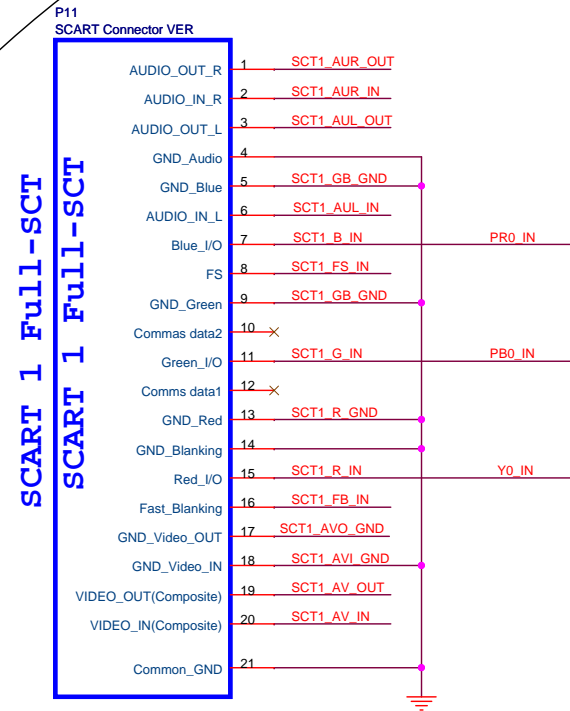 P11
SCART Connector VER
SCART 1 Full-SCT
SCART 1 Full-SCT
AUDIO_OUT_R 1 SCT1_AUR_OUT
AUDIO_IN_R 2 SCT1_AUR_IN
AUDIO_OUT_L 3 SCT1_AUL_OUT
GND_Audio 4
GND_Blue 5 SCT1_GB_GND
AUDIO_IN_L 6 SCT1_AUL_IN
Blue_I/O 7 SCT1_B_IN PR0_IN
FS 8 SCT1_FS_IN
GND_Green 9 SCT1_GB_GND
Commas data2 10
Green_I/O 11 SCT1_G_IN PB0_IN
Comms data1 12
GND_Red 13 SCT1_R_GND
GND_Blanking 14
Red_I/O 15 SCT1_R_IN Y0_IN
Fast_Blanking 16 SCT1_FB_IN
GND_Video_OUT 17 SCT1_AVO_GND
GND_Video_IN 18 SCT1_AVI_GND
VIDEO_OUT(Composite) 19 SCT1_AV_OUT
VIDEO_IN(Composite) 20 SCT1_AV_IN
Common_GND 21